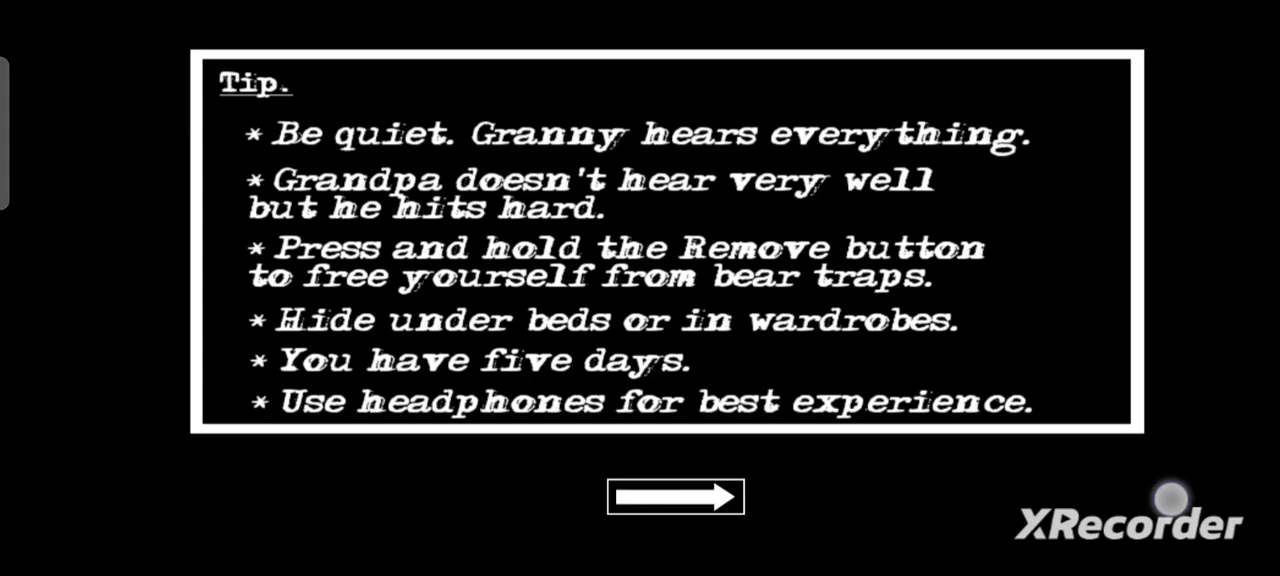 Tip.
* Be quiet. Granny hears everything.
* Grandpa doesn't hear very well
but he hits hard.
* Press and hold the Remove button
to free yourself from bear traps.
* Hide under beds or in wardrobes.
* You have five days.
* Use headphones for best experience.
XRecorder